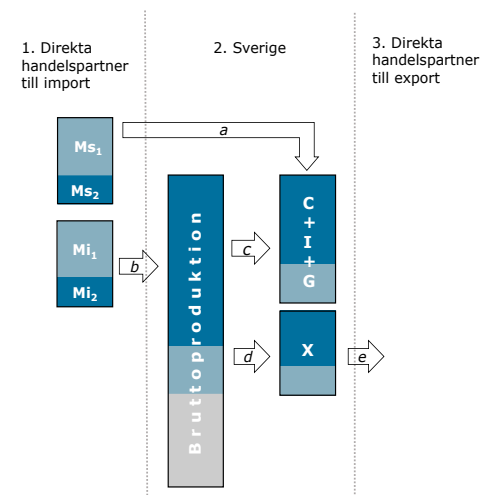 1. Direkta
handelspartner
till import
2. Sverige
3. Direkta
handelspartner
till export
a
Ms1
Ms2
Mi1
Mi2
b
Bruttoproduktion
c
C
+
I
+
G
d
X
e